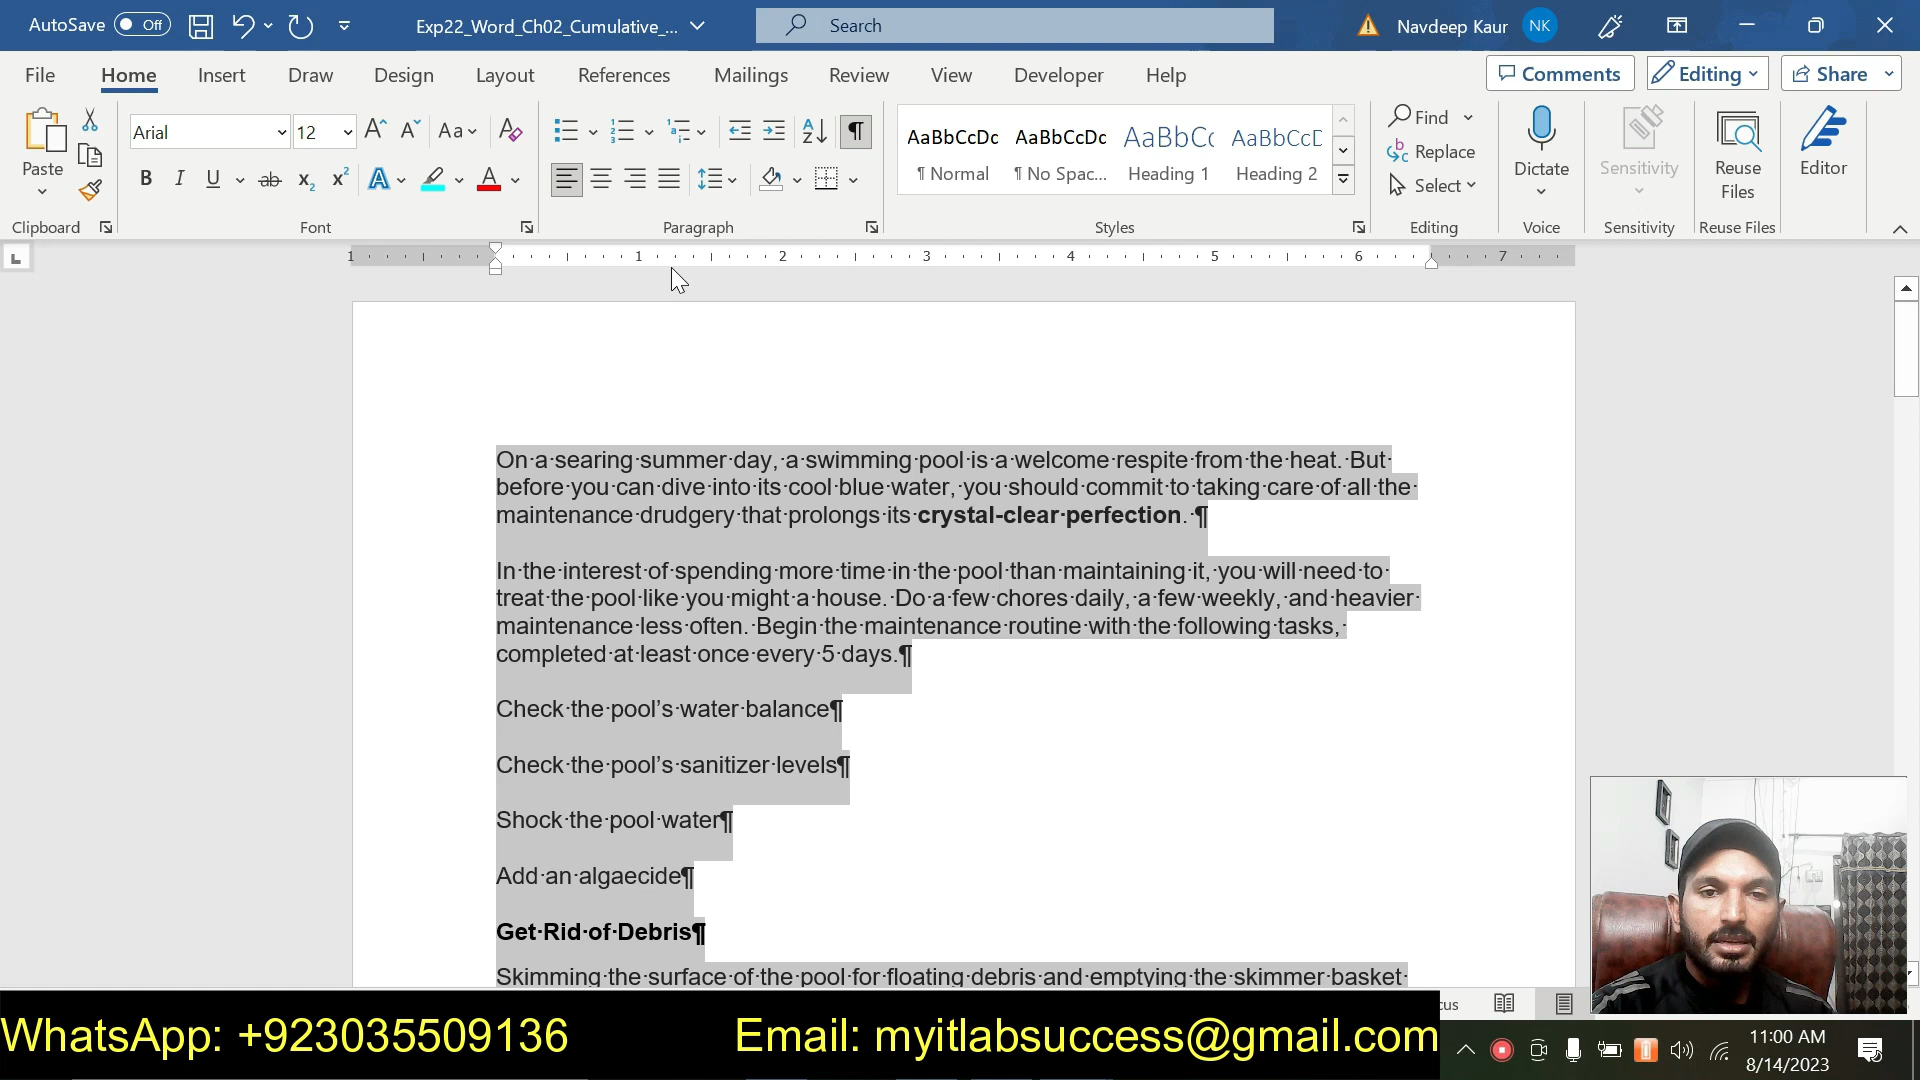 AutoSave Off Exp22_Word_Ch02_Cumulative_... Search Navdeep Kaur NK
File Home Insert Draw Design Layout References Mailings Review View Developer Help Comments Editing Share
Arial 12 Aa
AaBbCcDc AaBbCcDc AaBbCc AaBbCcD
Paste ¶ Normal ¶ No Spac... Heading 1 Heading 2
Find
Replace
Select
Dictate Sensitivity Reuse Files Editor
Clipboard Font Paragraph Styles Editing Voice Sensitivity Reuse Files
1 1 2 3 4 5 6 7
On·a·searing·summer·day,·a·swimming·pool·is·a·welcome·respite·from·the·heat.·But·
before·you·can·dive·into·its·cool·blue·water,·you·should·commit·to·taking·care·of·all·the·
maintenance·drudgery·that·prolongs·its·crystal-clear·perfection.·¶
In·the·interest·of·spending·more·time·in·the·pool·than·maintaining·it,·you·will·need·to·
treat·the·pool·like·you·might·a·house.·Do·a·few·chores·daily,·a·few·weekly,·and·heavier·
maintenance·less·often.·Begin·the·maintenance·routine·with·the·following·tasks,·
completed·at·least·once·every·5·days.¶
Check·the·pool’s·water·balance¶
Check·the·pool’s·sanitizer·levels¶
Shock·the·pool·water¶
Add·an·algaecide¶
Get·Rid·of·Debris¶
Skimming·the·surface·of·the·pool·for·floating·debris·and·emptying·the·skimmer·basket·
WhatsApp: +923035509136 Email: myitlabsuccess@gmail.com
11:00 AM
8/14/2023